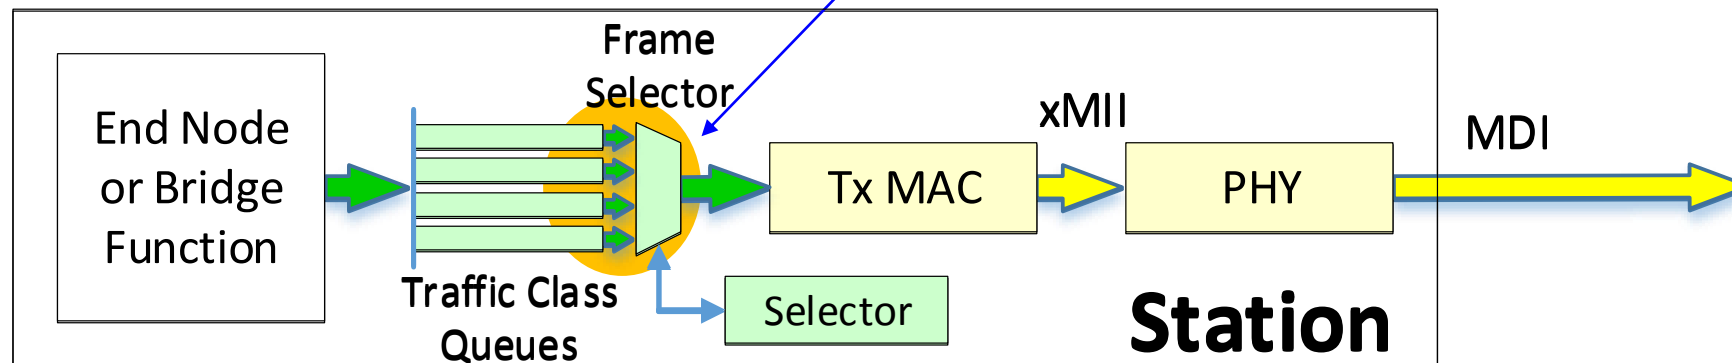 End Node
or Bridge
Function
Frame
Selector
Traffic Class
Queues
Selector
Tx MAC
xMII
PHY
MDI
Station